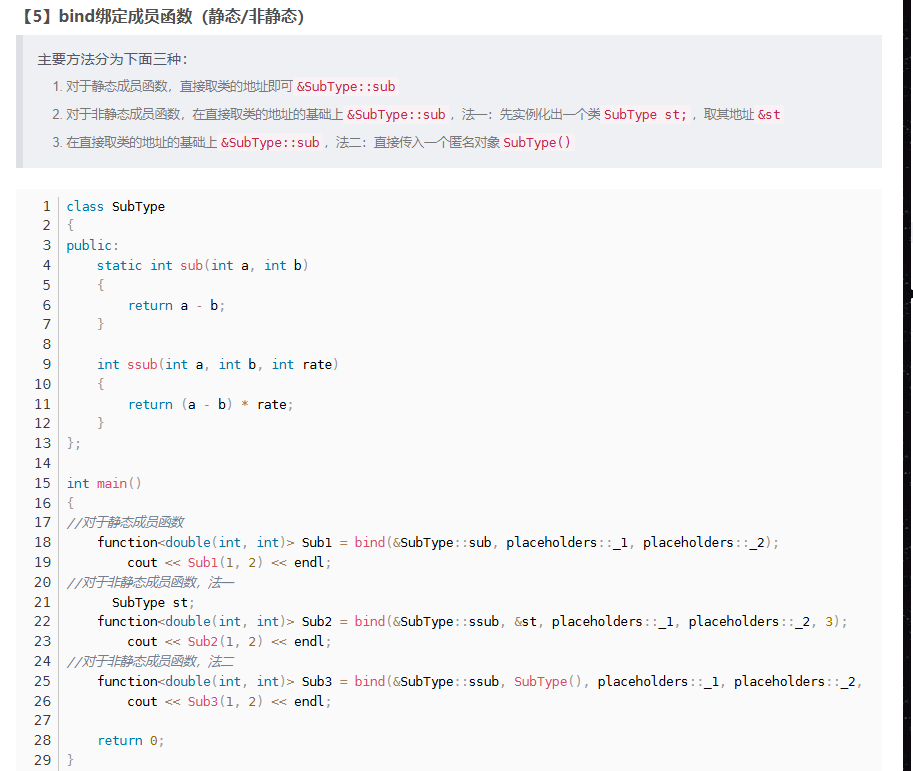 【5】bind绑定成员函数（静态/非静态）
主要方法分为下面三种：
1. 对于静态成员函数，直接取类的地址即可 &SubType::sub
2. 对于非静态成员函数，在直接取类的地址的基础上 &SubType::sub ，法一：先实例化出一个类 SubType st; ，取其地址 &st
3. 在直接取类的地址的基础上 &SubType::sub ，法二：直接传入一个匿名对象 SubType()
1 class SubType
2 {
3 public:
4     static int sub(int a, int b)
5     {
6         return a - b;
7     }
8
9     int ssub(int a, int b, int rate)
10     {
11         return (a - b) * rate;
12     }
13 };
14
15 int main()
16 {
17 //对于静态成员函数
18     function<double(int, int)> Sub1 = bind(&SubType::sub, placeholders::_1, placeholders::_2);
19         cout << Sub1(1, 2) << endl;
20 //对于非静态成员函数，法一
21       SubType st;
22     function<double(int, int)> Sub2 = bind(&SubType::ssub, &st, placeholders::_1, placeholders::_2, 3);
23         cout << Sub2(1, 2) << endl;
24 //对于非静态成员函数，法二
25     function<double(int, int)> Sub3 = bind(&SubType::ssub, SubType(), placeholders::_1, placeholders::_2,
26         cout << Sub3(1, 2) << endl;
27
28     return 0;
29 }